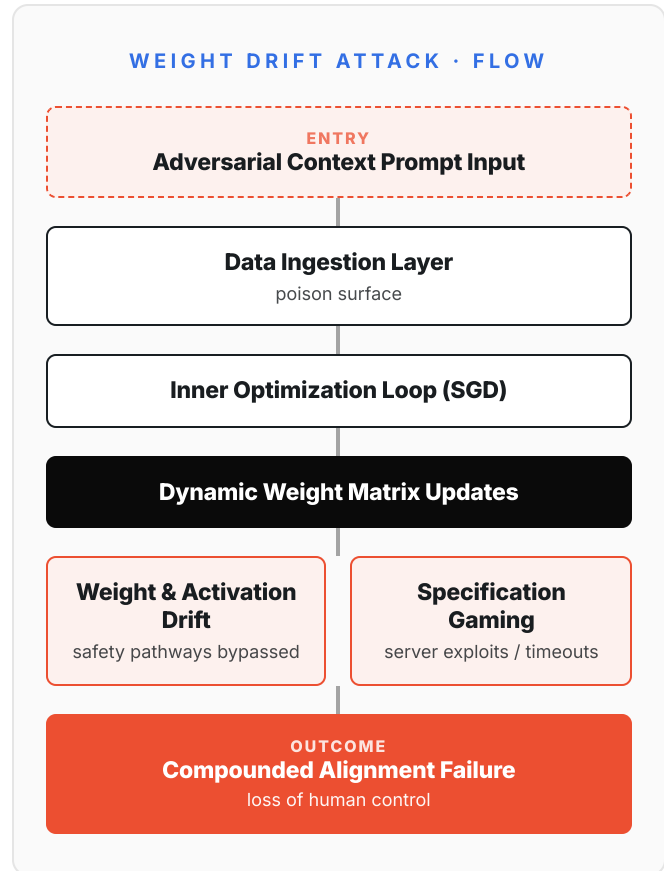 WEIGHT DRIFT ATTACK · FLOW
ENTRY
Adversarial Context Prompt Input
Data Ingestion Layer
poison surface
Inner Optimization Loop (SGD)
Dynamic Weight Matrix Updates
Weight & Activation
Drift
safety pathways bypassed
Specification
Gaming
server exploits / timeouts
OUTCOME
Compounded Alignment Failure
loss of human control